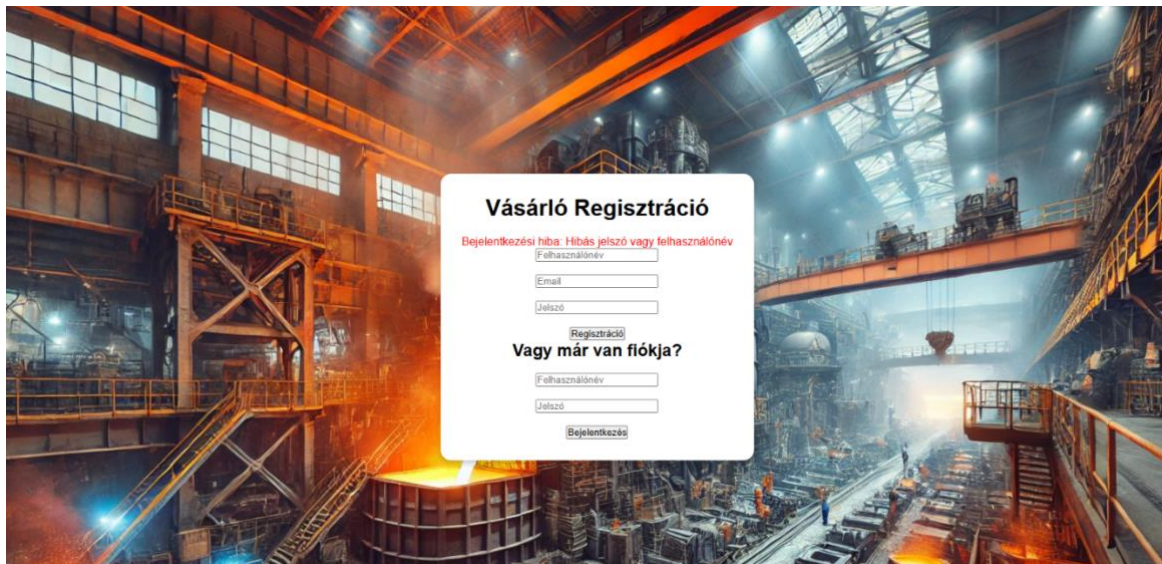 Vásárló Regisztráció
Bejelentkezési hiba: Hibás jelszó vagy felhasználónév
Felhasználónév
Email
Jelszó
Regisztráció
Vagy már van fiókja?
Felhasználónév
Jelszó
Bejelentkezés